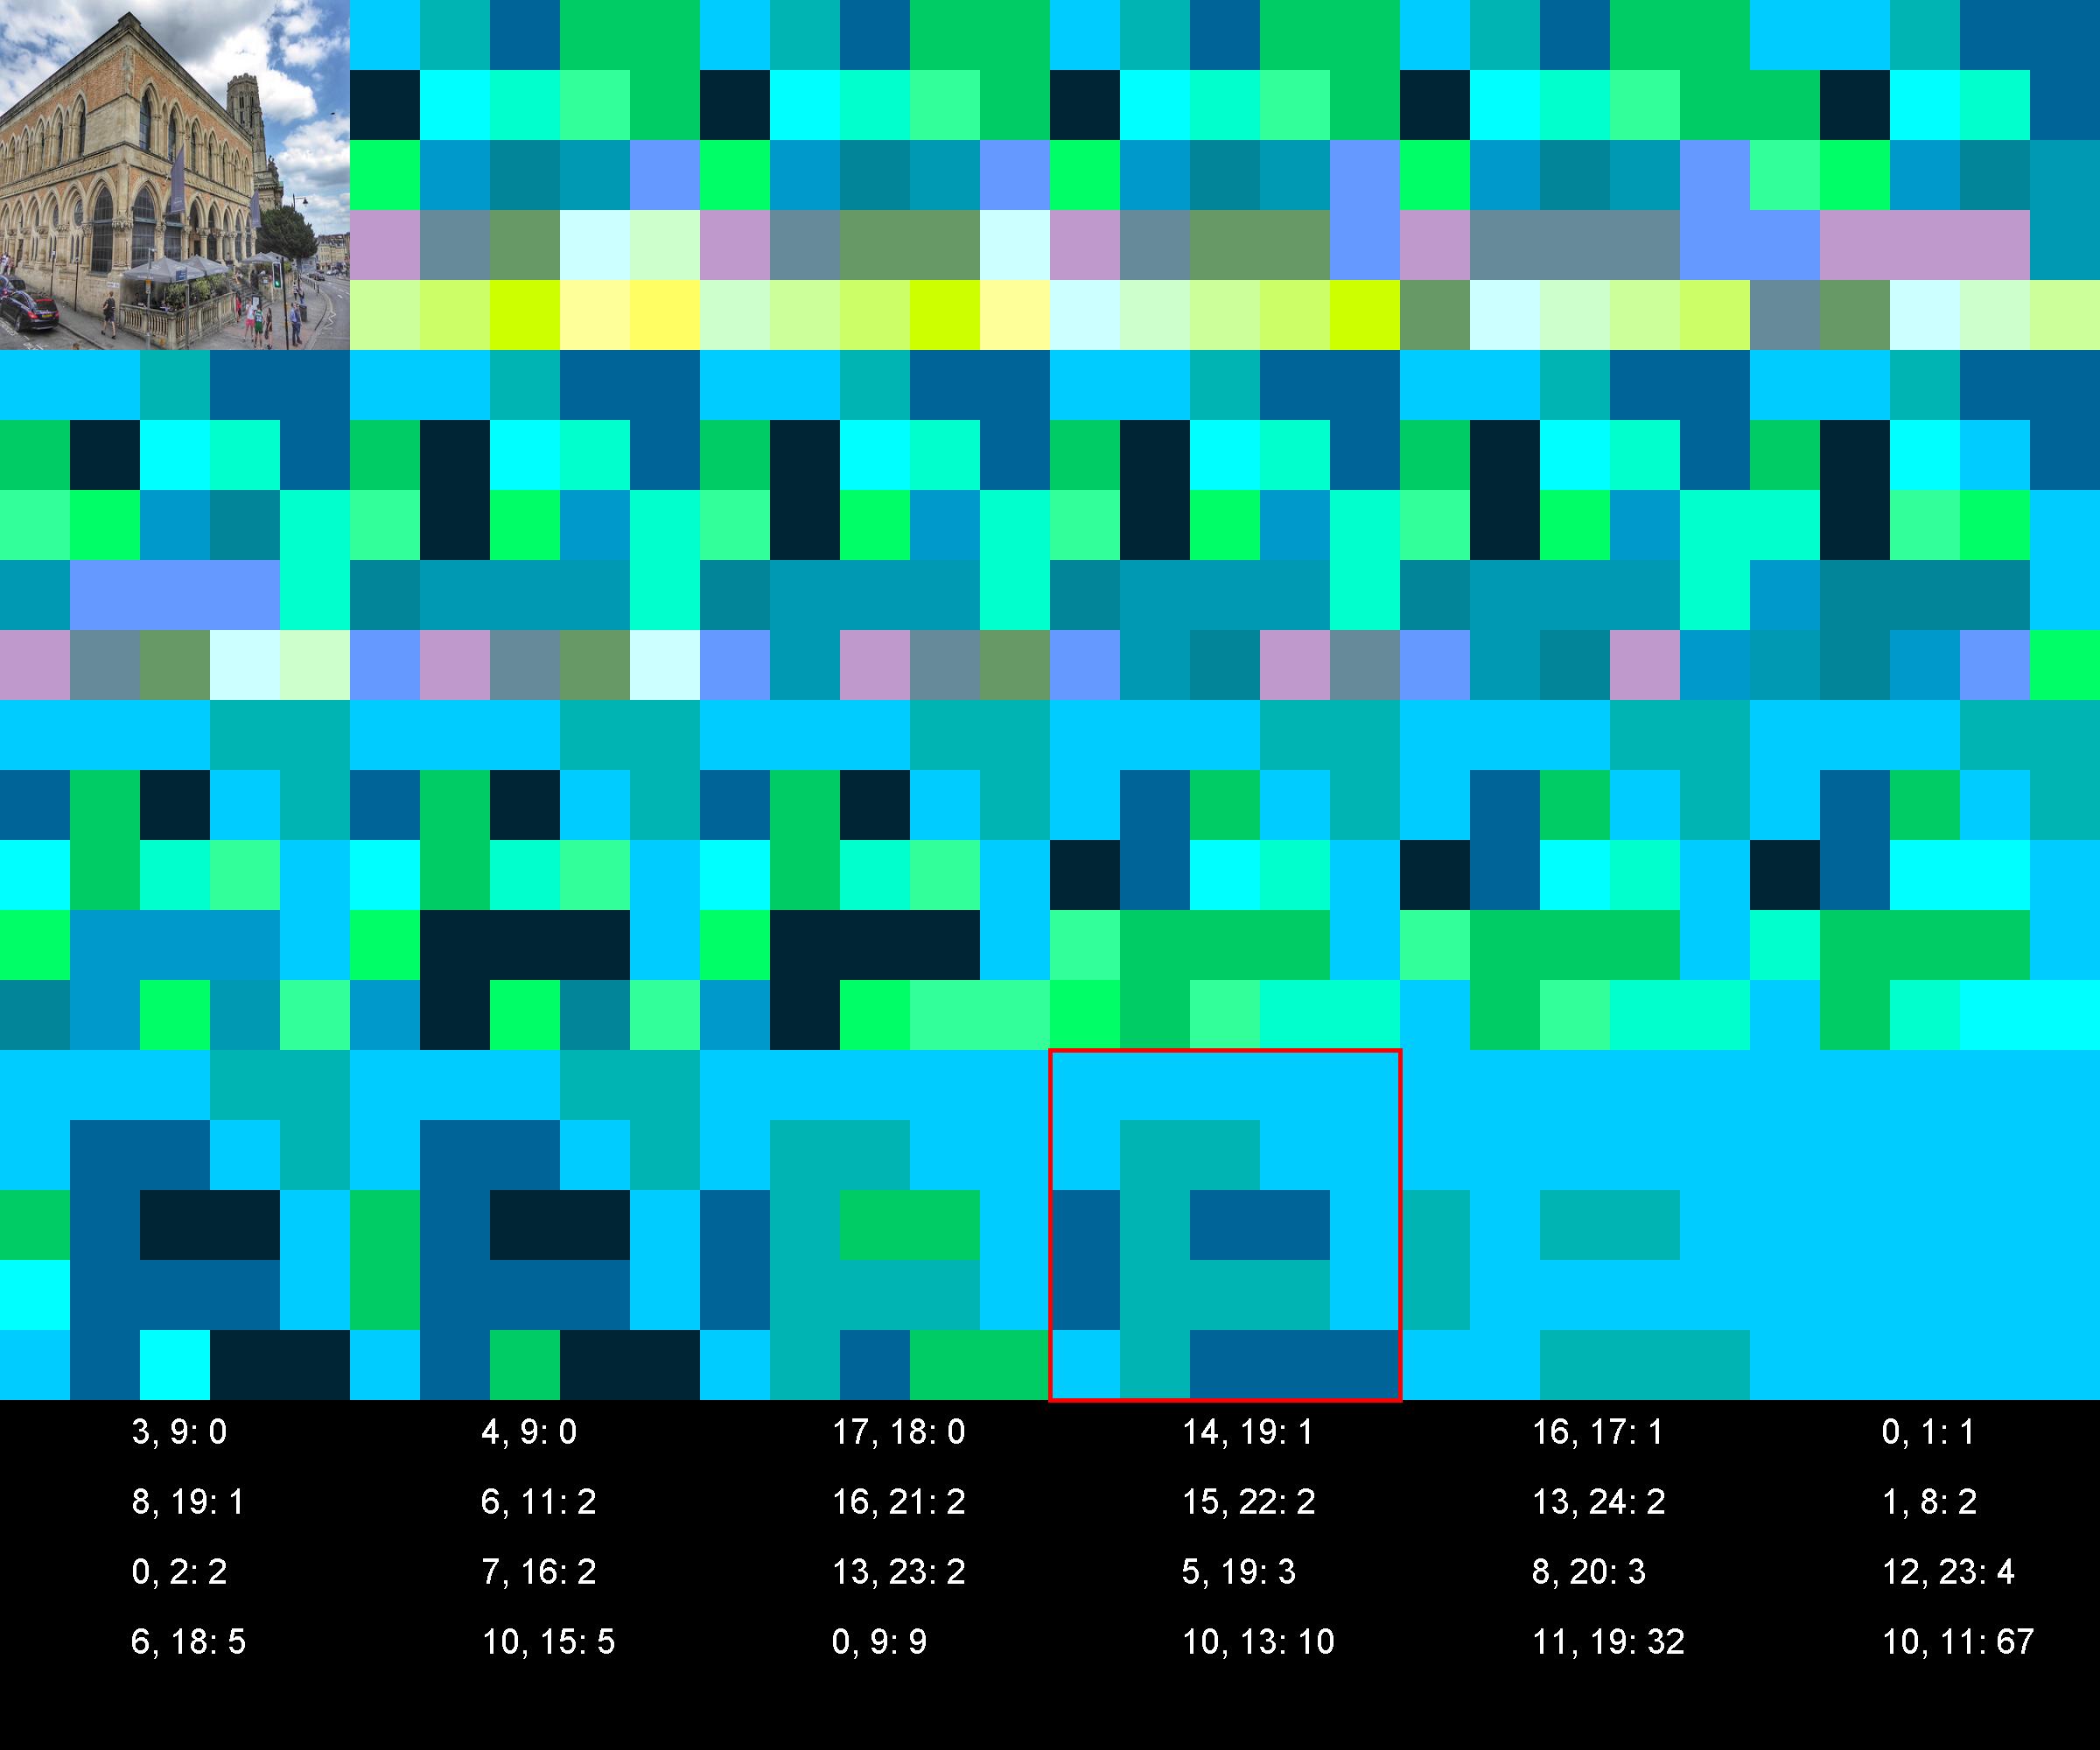 3, 9: 0 4, 9: 0 17, 18: 0 14, 19: 1 16, 17: 1 0, 1: 1
8, 19: 1 6, 11: 2 16, 21: 2 15, 22: 2 13, 24: 2 1, 8: 2
0, 2: 2 7, 16: 2 13, 23: 2 5, 19: 3 8, 20: 3 12, 23: 4
6, 18: 5 10, 15: 5 0, 9: 9 10, 13: 10 11, 19: 32 10, 11: 67